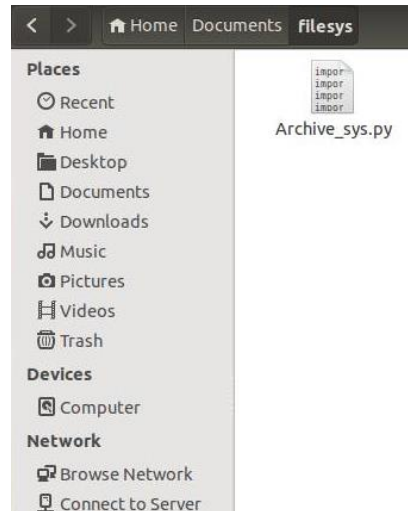 < > Home Documents filesys
Places
Recent
Home
Desktop
Documents
Downloads
Music
Pictures
Videos
Trash
Devices
Computer
Network
Browse Network
Connect to Server
impor
impor
impor
impor
Archive_sys.py